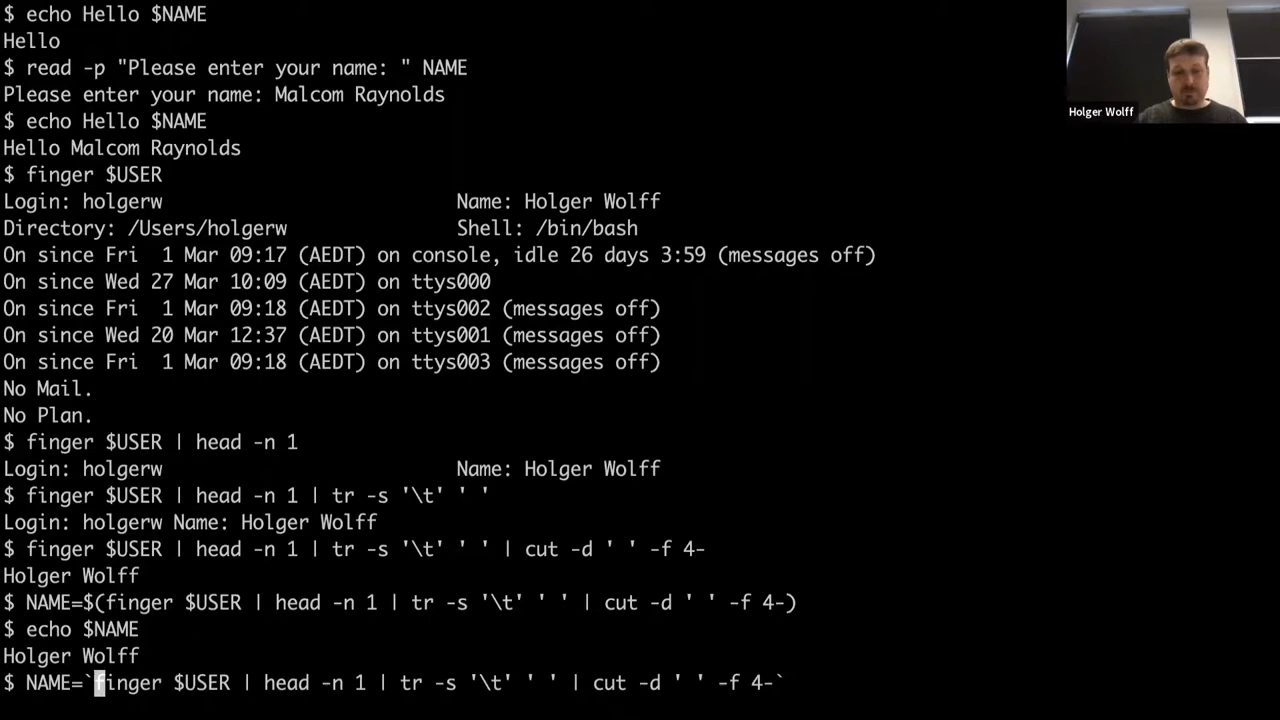 $ echo Hello $NAME
Hello
$ read -p "Please enter your name: " NAME
Please enter your name: Malcom Raynolds
$ echo Hello $NAME
Hello Malcom Raynolds
$ finger $USER
Login: holgerw                          Name: Holger Wolff
Directory: /Users/holgerw               Shell: /bin/bash
On since Fri  1 Mar 09:17 (AEDT) on console, idle 26 days 3:59 (messages off)
On since Wed 27 Mar 10:09 (AEDT) on ttys000
On since Fri  1 Mar 09:18 (AEDT) on ttys002 (messages off)
On since Wed 20 Mar 12:37 (AEDT) on ttys001 (messages off)
On since Fri  1 Mar 09:18 (AEDT) on ttys003 (messages off)
No Mail.
No Plan.
$ finger $USER | head -n 1
Login: holgerw                          Name: Holger Wolff
$ finger $USER | head -n 1 | tr -s '\t' ' '
Login: holgerw Name: Holger Wolff
$ finger $USER | head -n 1 | tr -s '\t' ' ' | cut -d ' ' -f 4-
Holger Wolff
$ NAME=$(finger $USER | head -n 1 | tr -s '\t' ' ' | cut -d ' ' -f 4-)
$ echo $NAME
Holger Wolff
$ NAME=`finger $USER | head -n 1 | tr -s '\t' ' ' | cut -d ' ' -f 4-`
Holger Wolff